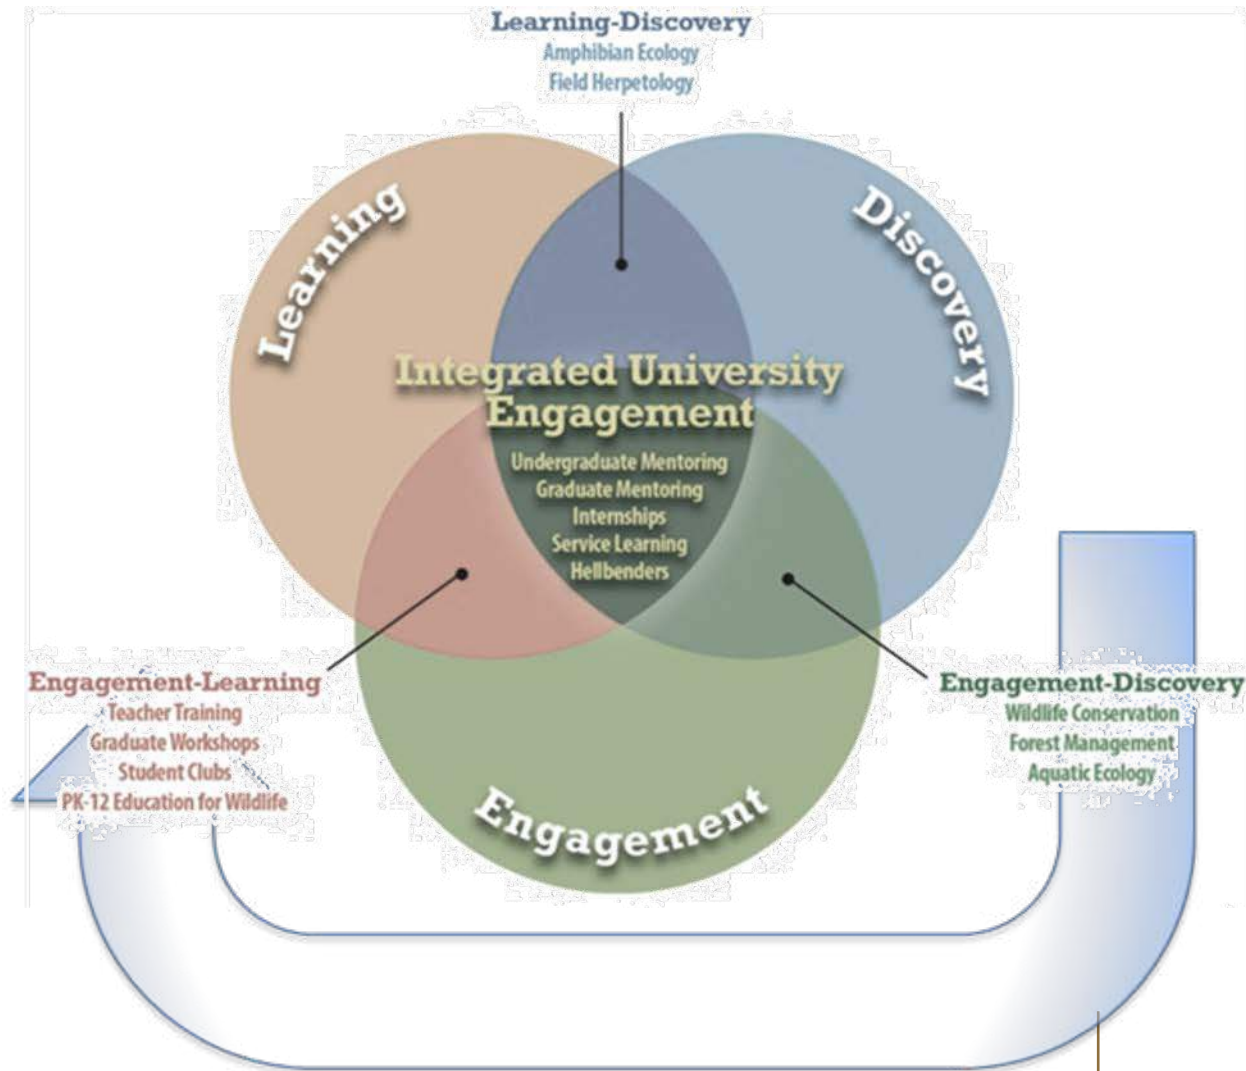 Learning-Discovery
Amphibian Ecology
Field Herpetology
Learning
Discovery
Integrated University
Engagement
Undergraduate Mentoring
Graduate Mentoring
Internships
Service Learning
Hellbenders
Engagement-Learning
Teacher Training
Graduate Workshops
Student Clubs
PK-12 Education for Wildlife
Engagement-Discovery
Wildlife Conservation
Forest Management
Aquatic Ecology
Engagement